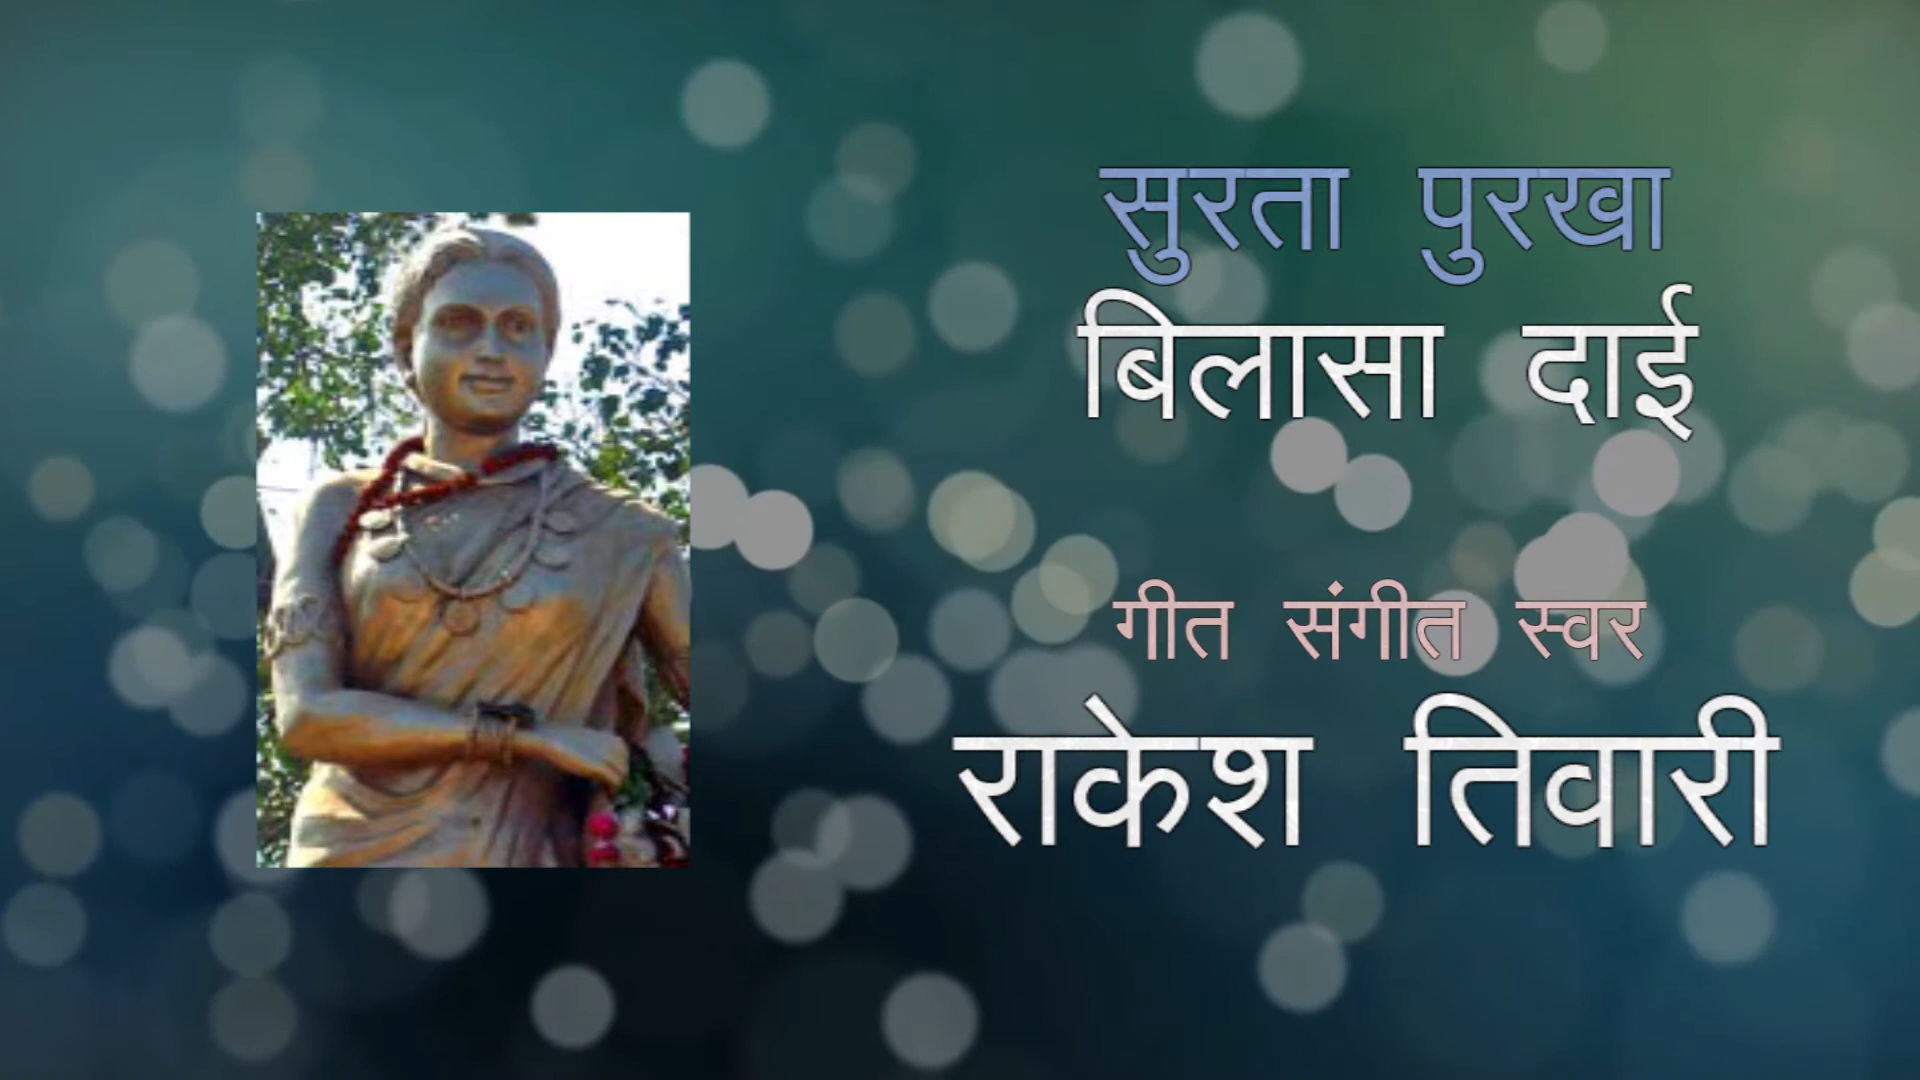 सुरता पुरखा
बिलासा दाई
गीत संगीत स्वर
राकेश तिवारी